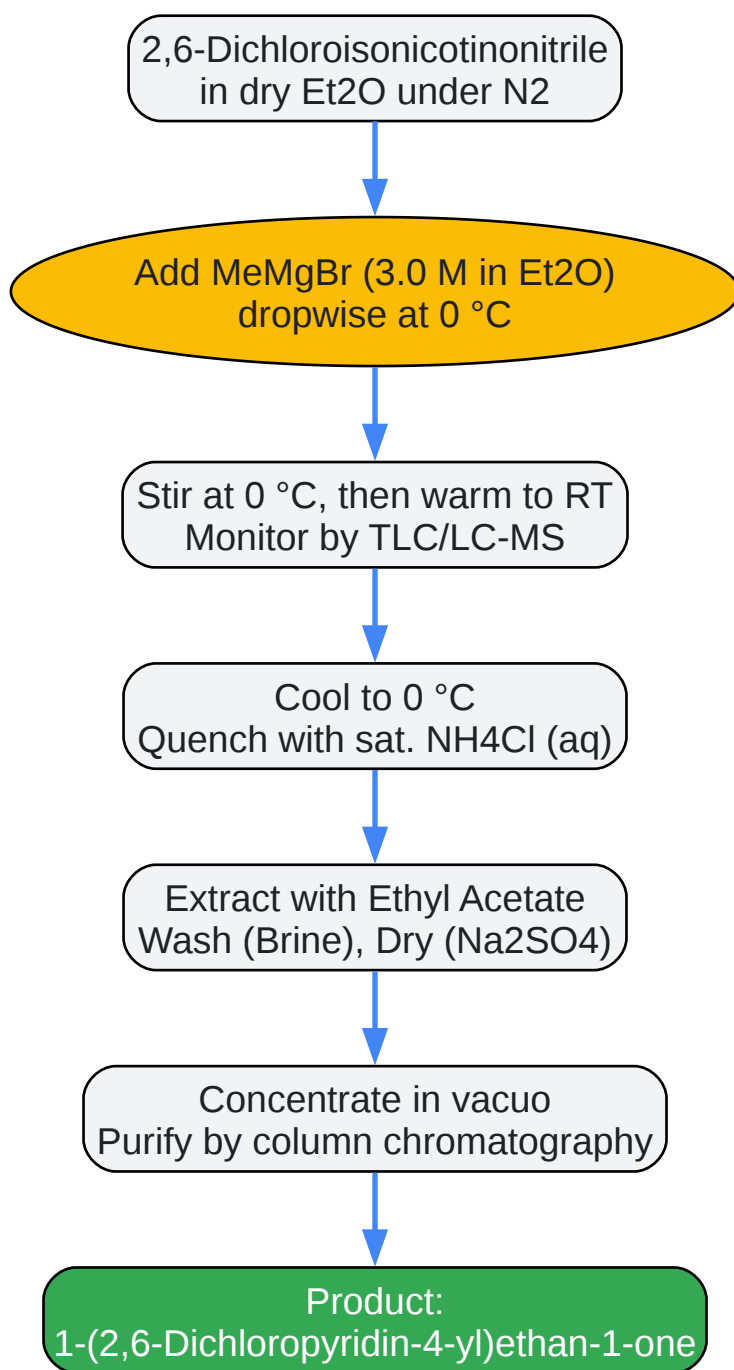 2,6-Dichloroisonicotinonitrile
in dry Et2O under N2
Add MeMgBr (3.0 M in Et2O)
dropwise at 0 °C
Stir at 0 °C, then warm to RT
Monitor by TLC/LC-MS
Cool to 0 °C
Quench with sat. NH4Cl (aq)
Extract with Ethyl Acetate
Wash (Brine), Dry (Na2SO4)
Concentrate in vacuo
Purify by column chromatography
Product:
1-(2,6-Dichloropyridin-4-yl)ethan-1-one